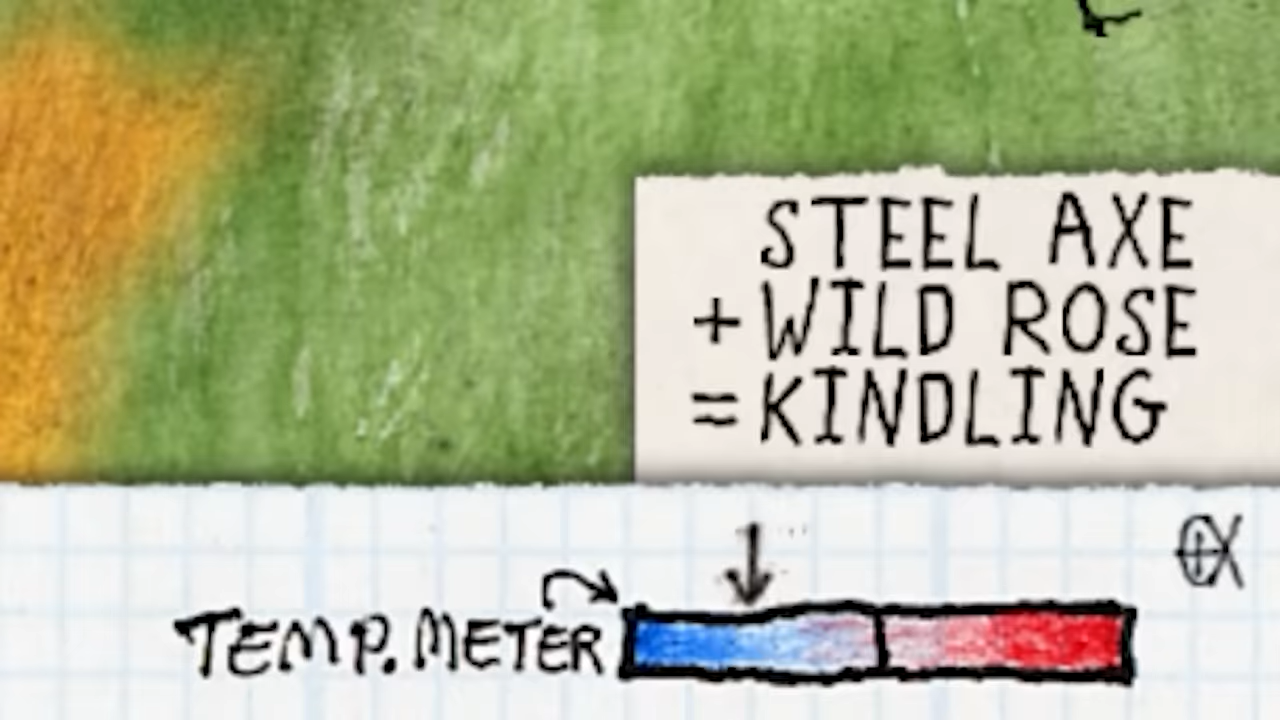 STEEL AXE
+ WILD ROSE
= KINDLING
TEMP. METER